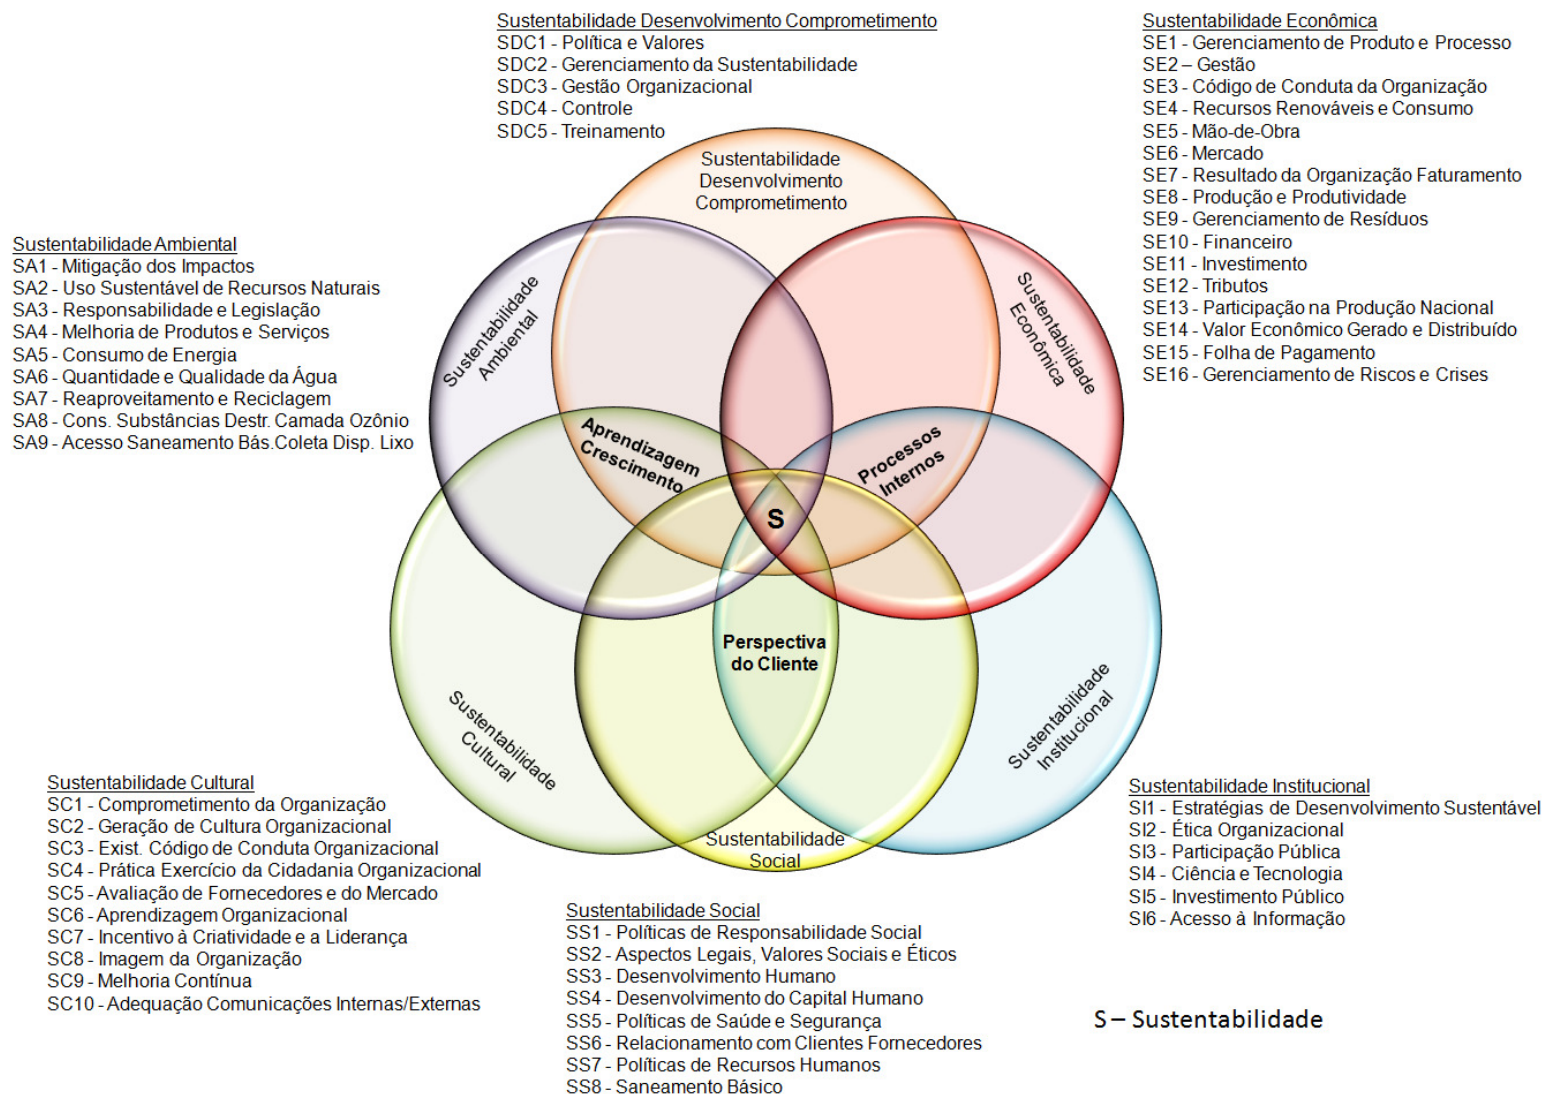 Sustentabilidade Desenvolvimento Comprometimento
SDC1 - Política e Valores
SDC2 - Gerenciamento da Sustentabilidade
SDC3 - Gestão Organizacional
SDC4 - Controle
SDC5 - Treinamento
Sustentabilidade Econômica
SE1 - Gerenciamento de Produto e Processo
SE2 – Gestão
SE3 - Código de Conduta da Organização
SE4 - Recursos Renováveis e Consumo
SE5 - Mão-de-Obra
SE6 - Mercado
SE7 - Resultado da Organização Faturamento
SE8 - Produção e Produtividade
SE9 - Gerenciamento de Resíduos
SE10 - Financeiro
SE11 - Investimento
SE12 - Tributos
SE13 - Participação na Produção Nacional
SE14 - Valor Econômico Gerado e Distribuído
SE15 - Folha de Pagamento
SE16 - Gerenciamento de Riscos e Crises
Sustentabilidade Ambiental
SA1 - Mitigação dos Impactos
SA2 - Uso Sustentável de Recursos Naturais
SA3 - Responsabilidade e Legislação
SA4 - Melhoria de Produtos e Serviços
SA5 - Consumo de Energia
SA6 - Quantidade e Qualidade da Água
SA7 - Reaproveitamento e Reciclagem
SA8 - Cons. Substâncias Destr. Camada Ozônio
SA9 - Acesso Saneamento Bás.Coleta Disp. Lixo
Sustentabilidade
Desenvolvimento
Comprometimento
Sustentabilidade
Ambiental
Sustentabilidade
Econômica
Aprendizagem
Crescimento
Processos
Internos
S
Perspectiva
do Cliente
Sustentabilidade
Cultural
Sustentabilidade
Institucional
Sustentabilidade
Social
Sustentabilidade Cultural
SC1 - Comprometimento da Organização
SC2 - Geração de Cultura Organizacional
SC3 - Exist. Código de Conduta Organizacional
SC4 - Prática Exercício da Cidadania Organizacional
SC5 - Avaliação de Fornecedores e do Mercado
SC6 - Aprendizagem Organizacional
SC7 - Incentivo à Criatividade e a Liderança
SC8 - Imagem da Organização
SC9 - Melhoria Contínua
SC10 - Adequação Comunicações Internas/Externas
Sustentabilidade Social
SS1 - Políticas de Responsabilidade Social
SS2 - Aspectos Legais, Valores Sociais e Éticos
SS3 - Desenvolvimento Humano
SS4 - Desenvolvimento do Capital Humano
SS5 - Políticas de Saúde e Segurança
SS6 - Relacionamento com Clientes Fornecedores
SS7 - Políticas de Recursos Humanos
SS8 - Saneamento Básico
Sustentabilidade Institucional
SI1 - Estratégias de Desenvolvimento Sustentável
SI2 - Ética Organizacional
SI3 - Participação Pública
SI4 - Ciência e Tecnologia
SI5 - Investimento Público
SI6 - Acesso à Informação
S – Sustentabilidade